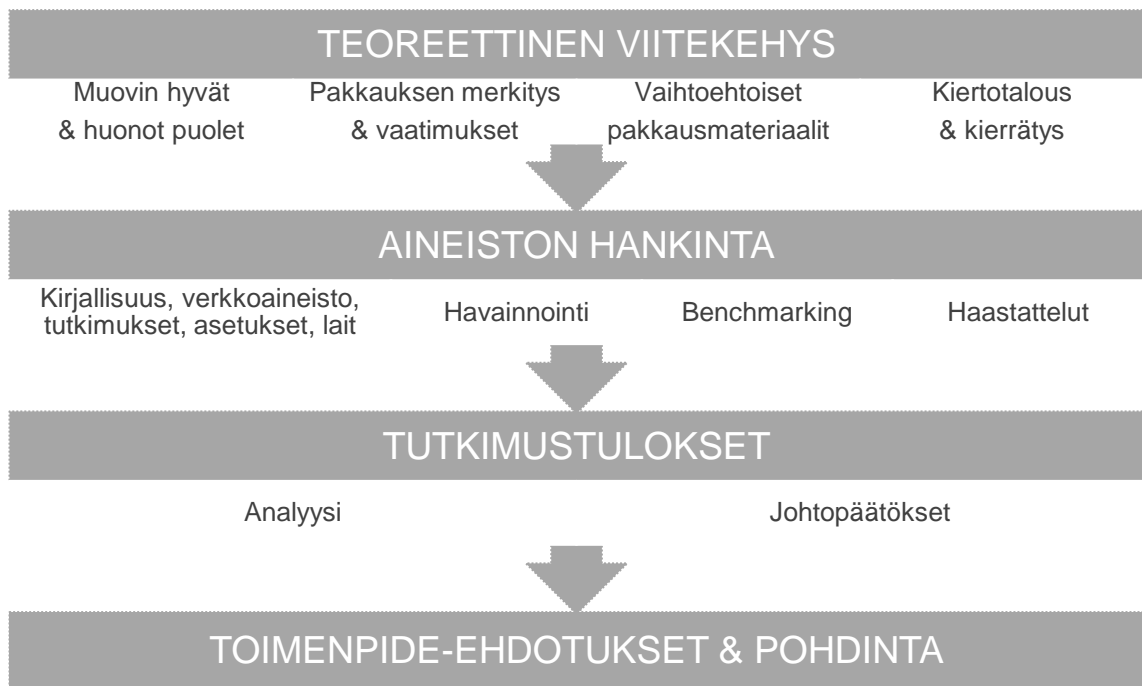 TEOREETTINEN VIITEKEHYS
Muovin hyvät
& huonot puolet
Pakkauksen merkitys
& vaatimukset
Vaihtoehtoiset
pakkausmateriaalit
Kiertotalous
& kierrätys
AINEISTON HANKINTA
Kirjallisuus, verkkoaineisto,
tutkimukset, asetukset, lait
Havainnointi
Benchmarking
Haastattelut
TUTKIMUSTULOKSET
Analyysi
Johtopäätökset
TOIMENPIDE-EHDOTUKSET & POHDINTA